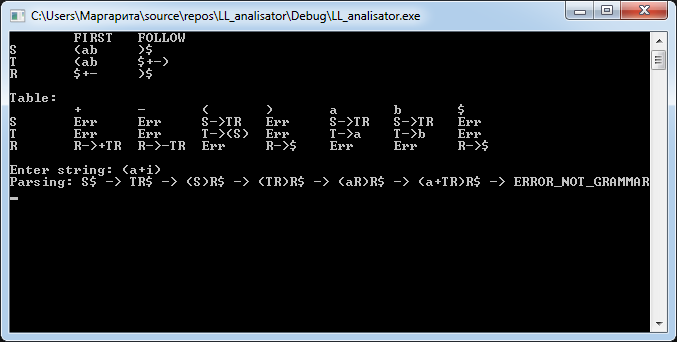 C:\Users\Маргарита\source\repos\LL_analisator\Debug\LL_analisator.exe
FIRST FOLLOW
S (ab )$
T (ab $+-)
R $+- )$
Table:
+ - ( ) a b $
S Err Err S->TR Err S->TR S->TR Err
T Err Err T->(S) Err T->a T->b Err
R R->+TR R->-TR Err R->$ Err Err R->$
Enter string: (a+i)
Parsing: S$ -> TR$ -> (S)R$ -> (TR)R$ -> (aR)R$ -> (a+TR)R$ -> ERROR_NOT_GRAMMAR